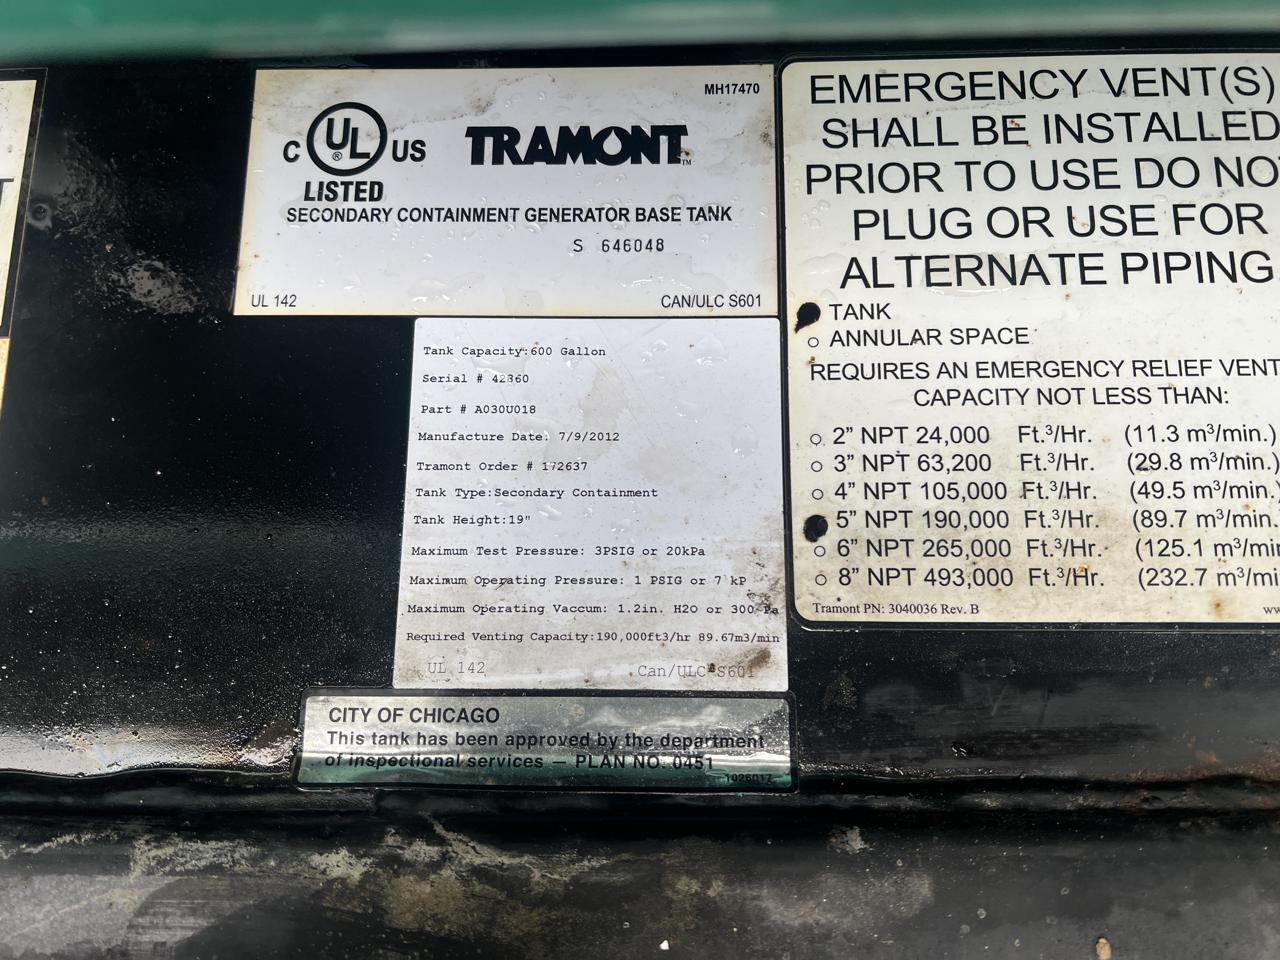 MH17470
C UL ® US
LISTED
TRAMONT™
SECONDARY CONTAINMENT GENERATOR BASE TANK
S 646048
UL 142
CAN/ULC S601
Tank Capacity:600 Gallon
Serial # 42860
Part # A030U018
Manufacture Date: 7/9/2012
Tramont Order # 172637
Tank Type:Secondary Containment
Tank Height:19"
Maximum Test Pressure: 3PSIG or 20kPa
Maximum Operating Pressure: 1 PSIG or 7 kP
Maximum Operating Vaccum: 1.2in. H2O or 300 Pa
Required Venting Capacity:190,000ft3/hr 89.67m3/min
UL 142
Can/ULC-S601
CITY OF CHICAGO
This tank has been approved by the department
of inspectional services — PLAN NO. 0451
1026017
EMERGENCY VENT(S)
SHALL BE INSTALLED
PRIOR TO USE DO NOT
PLUG OR USE FOR
ALTERNATE PIPING
TANK
ANNULAR SPACE
REQUIRES AN EMERGENCY RELIEF VENT
CAPACITY NOT LESS THAN:
2” NPT 24,000 Ft.³/Hr. (11.3 m³/min.)
3” NPT 63,200 Ft.³/Hr. (29.8 m³/min.)
4” NPT 105,000 Ft.³/Hr. (49.5 m³/min.)
5” NPT 190,000 Ft.³/Hr. (89.7 m³/min.
6” NPT 265,000 Ft.³/Hr. (125.1 m³/min
8” NPT 493,000 Ft.³/Hr. (232.7 m³/mi
Tramont PN: 3040036 Rev. B